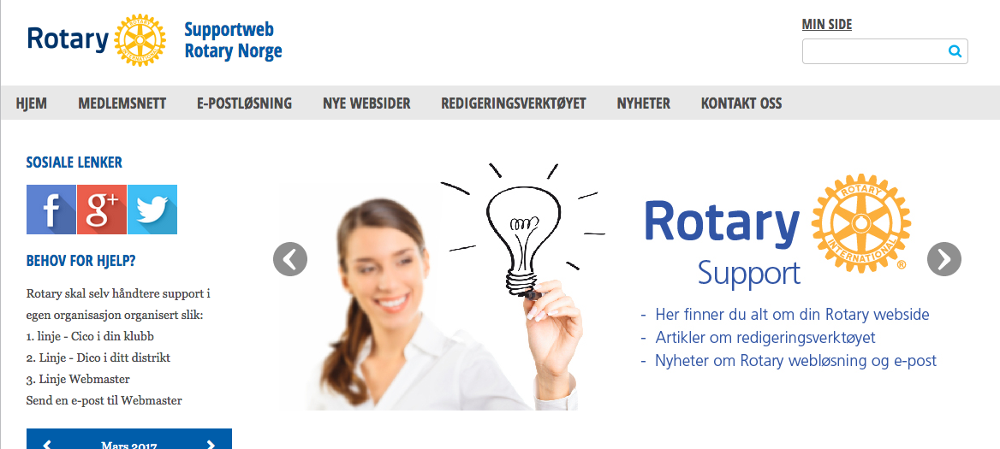 Rotary
ROTARY
INTERNATIONAL
Supportweb
Rotary Norge
MIN SIDE
HJEM MEDLEMSNETT E-POSTLØSNING NYE WEBSIDER REDIGERINGSVERKTØYET NYHETER KONTAKT OSS
SOSIALE LENKER
f g+
BEHOV FOR HJELP?
Rotary skal selv håndtere support i
egen organisasjon organisert slik:
1. linje - Cico i din klubb
2. Linje - Dico i ditt distrikt
3. Linje Webmaster
Send en e-post til Webmaster
Mars 2017
Rotary
Support
ROTARY
INTERNATIONAL
®
- Her finner du alt om din Rotary webside
- Artikler om redigeringsverktøyet
- Nyheter om Rotary webløsning og e-post